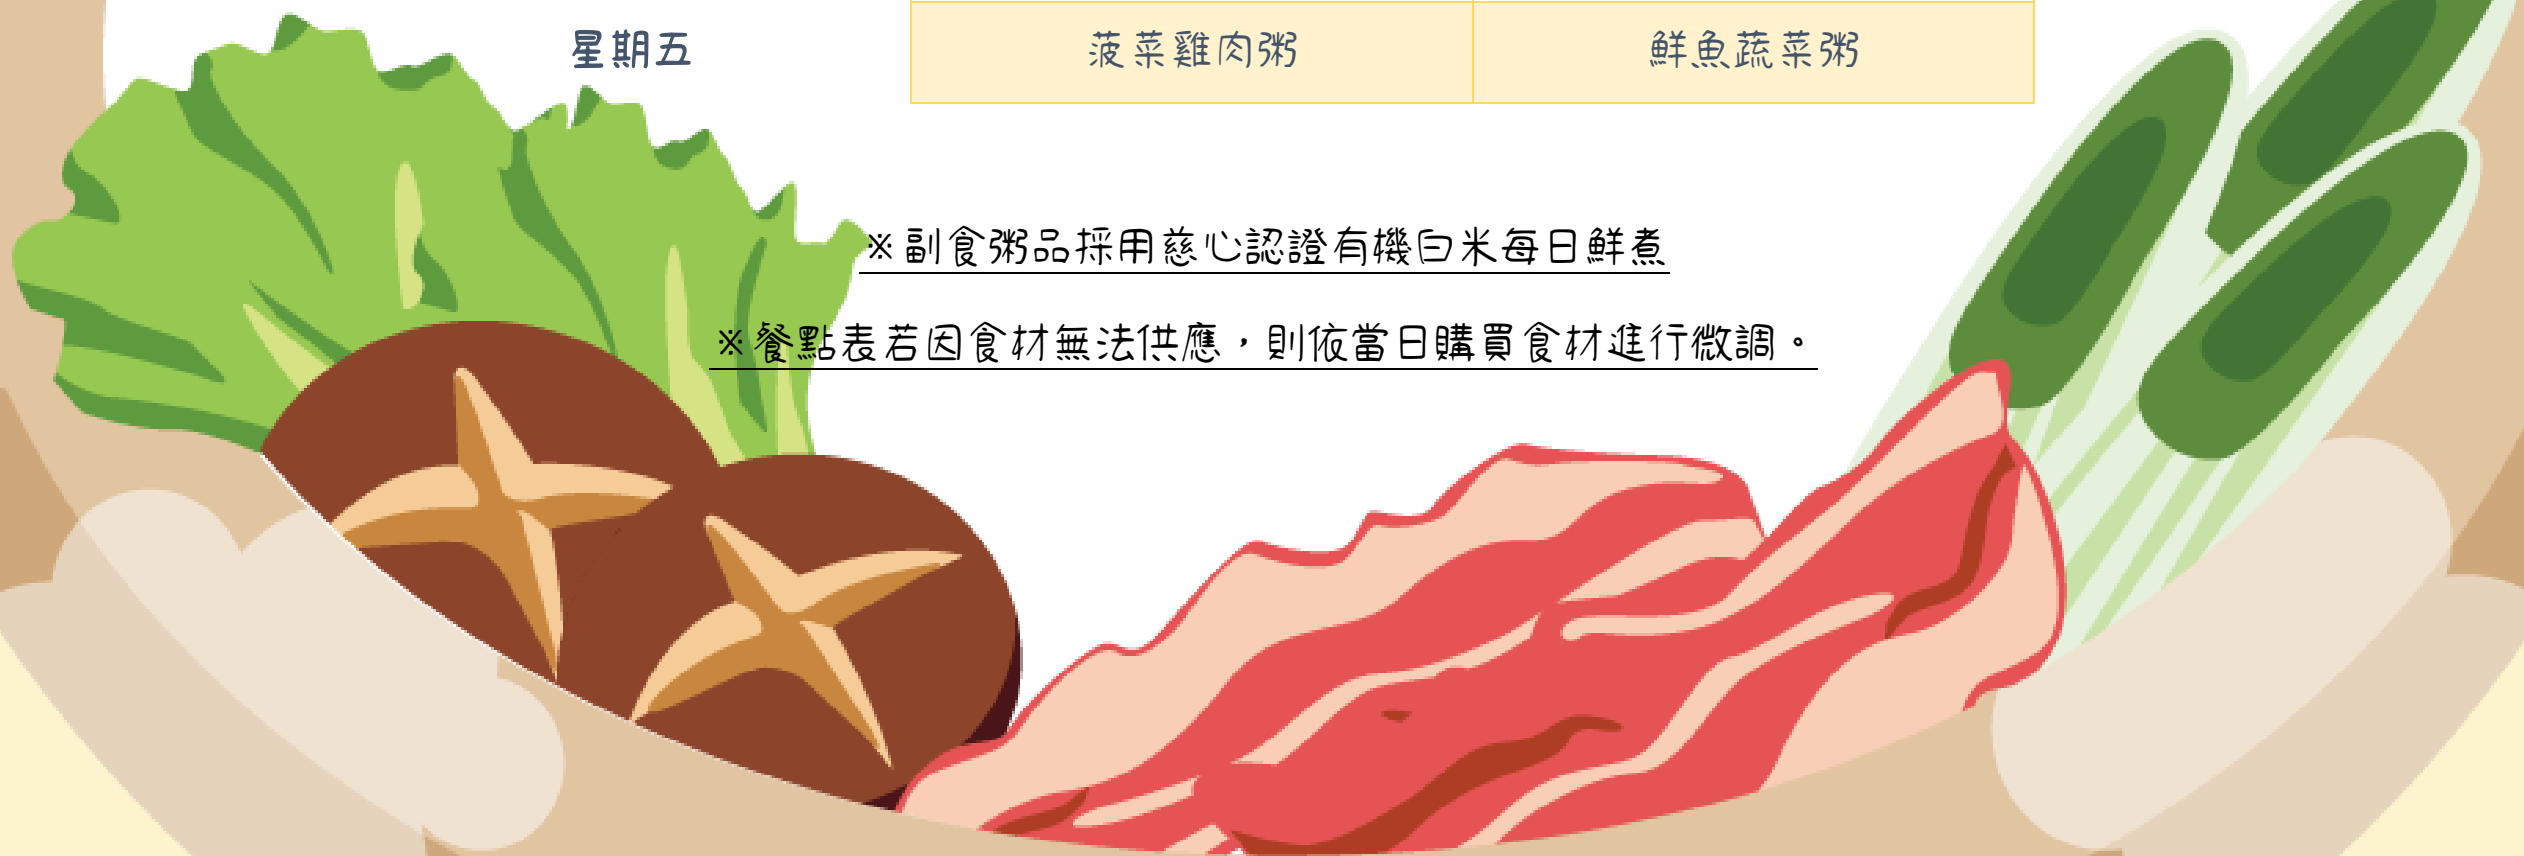 星期五 菠菜雞肉粥 鮮魚蔬菜粥
※副食粥品採用慈心認證有機白米每日鮮煮
※餐點表若因食材無法供應，則依當日購買食材進行微調。